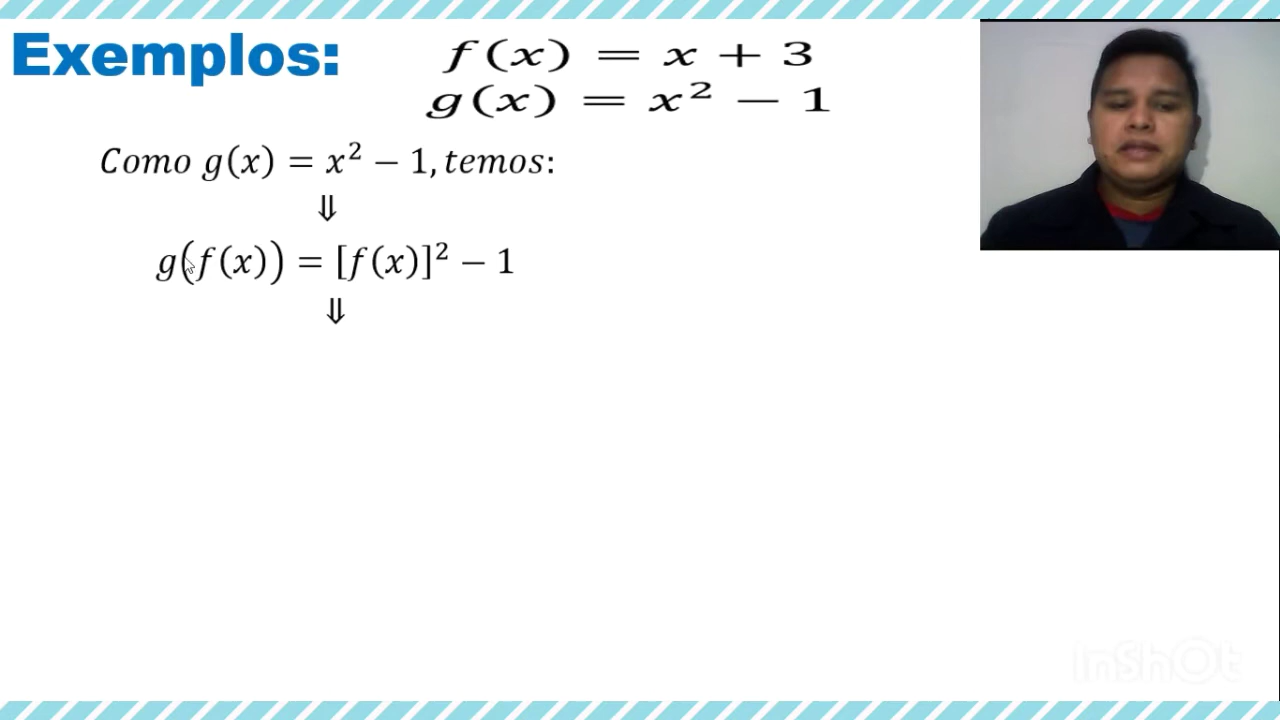 Exemplos:
f(x) = x + 3
g(x) = x² − 1
Como g(x) = x² − 1, temos:
⇓
g(f(x)) = [f(x)]² − 1
⇓
InShOt